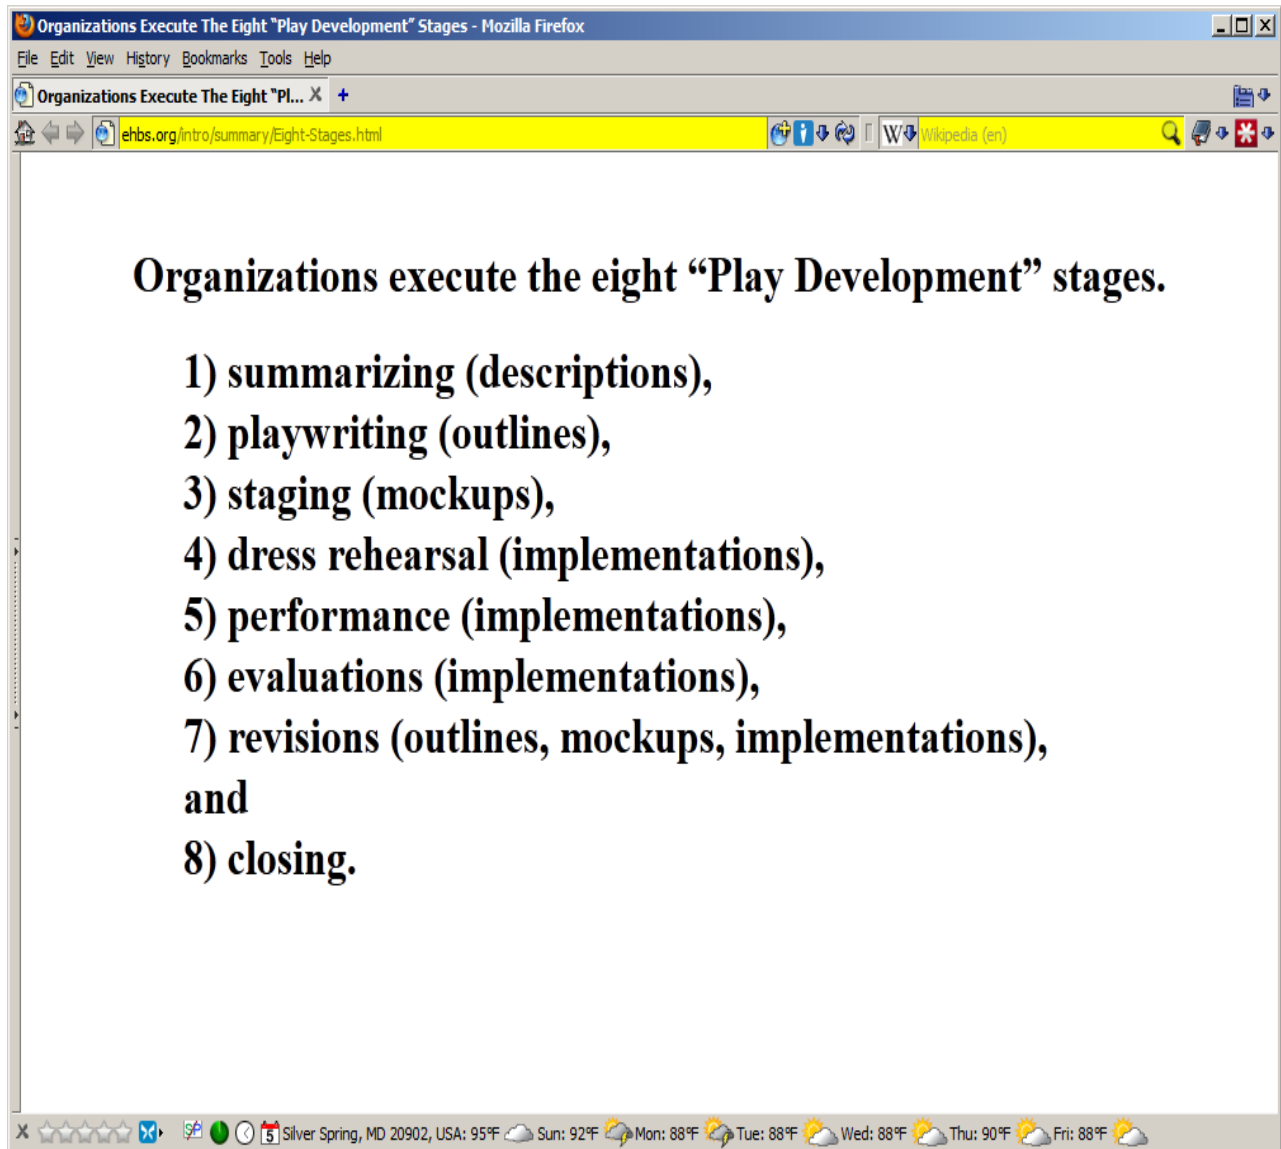 Organizations Execute The Eight “Play Development” Stages - Mozilla Firefox
File Edit View History Bookmarks Tools Help
Organizations Execute The Eight “Pl... X +
ehbs.org/intro/summary/Eight-Stages.html W Wikipedia (en)
Organizations execute the eight “Play Development” stages.
1) summarizing (descriptions),
2) playwriting (outlines),
3) staging (mockups),
4) dress rehearsal (implementations),
5) performance (implementations),
6) evaluations (implementations),
7) revisions (outlines, mockups, implementations),
and
8) closing.
X SP 5 Silver Spring, MD 20902, USA: 95°F Sun: 92°F Mon: 88°F Tue: 88°F Wed: 88°F Thu: 90°F Fri: 88°F